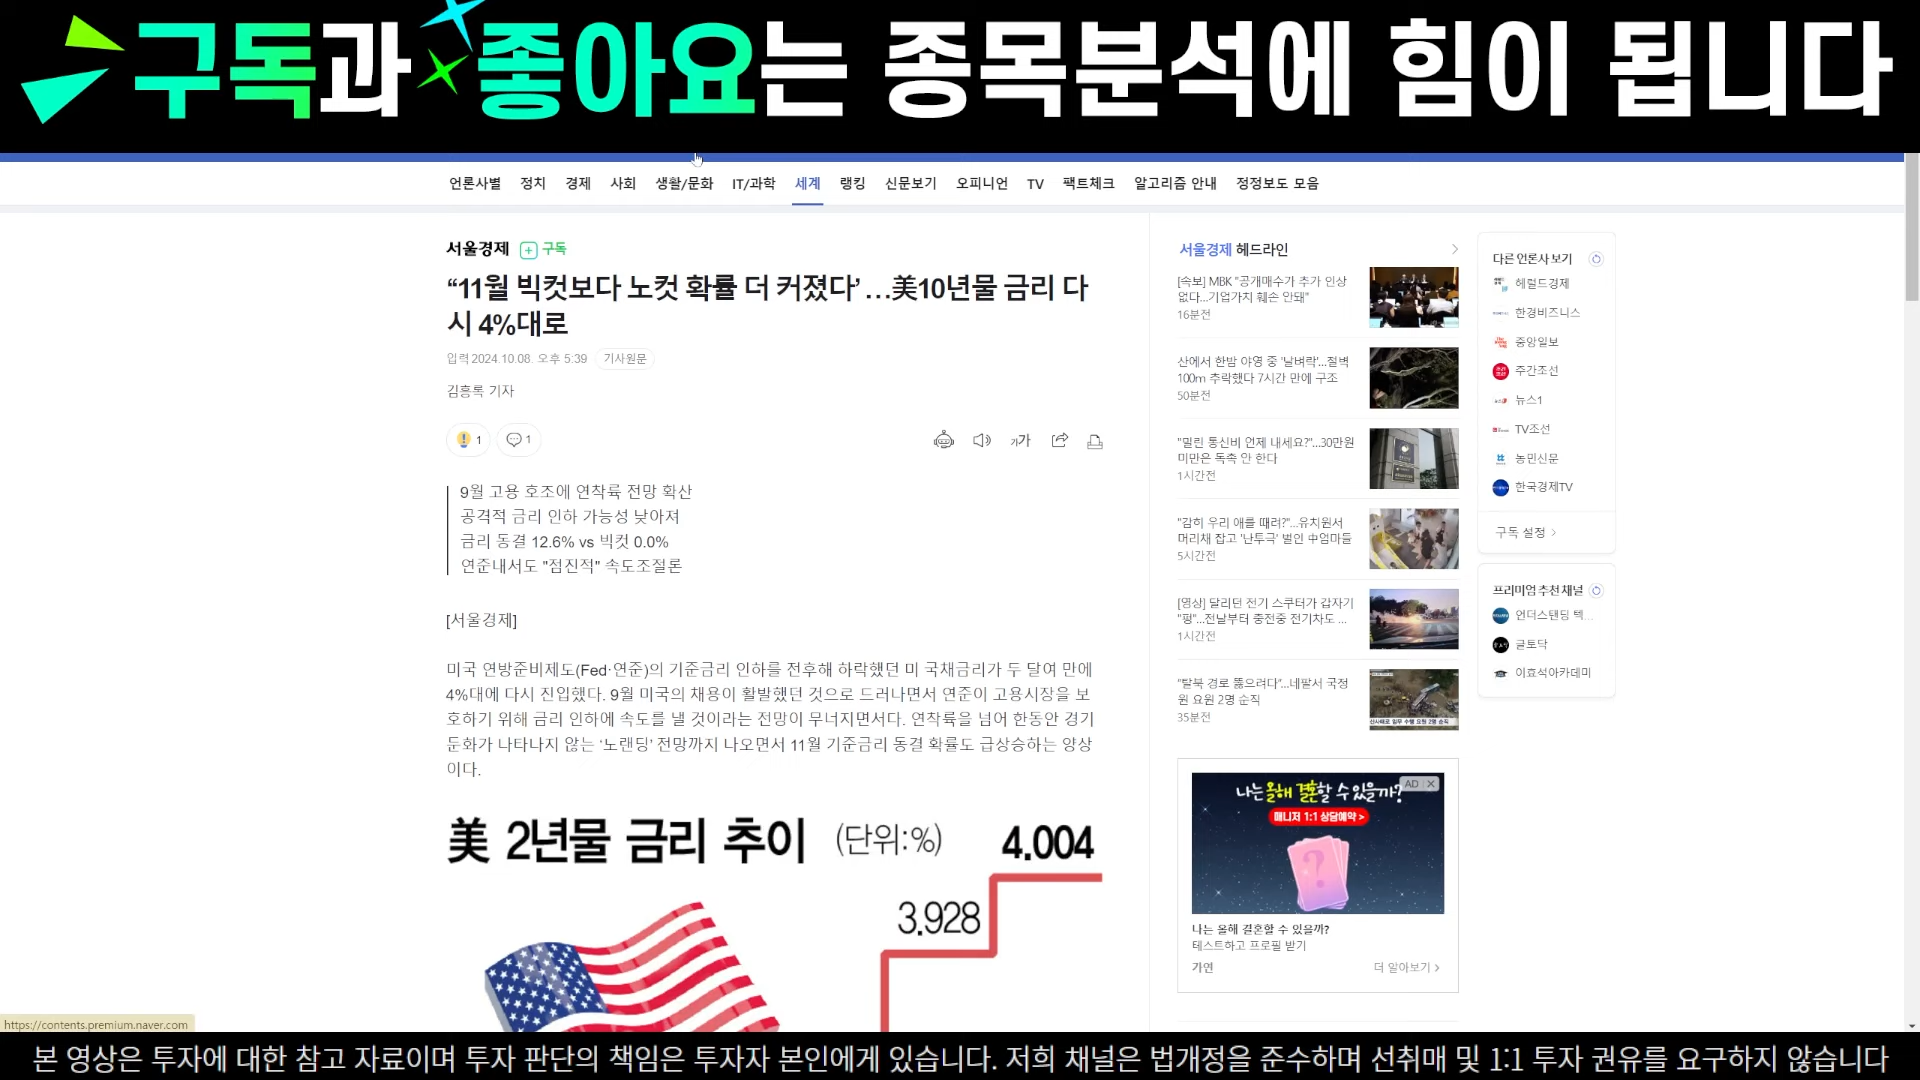 구독과 좋아요는 종목분석에 힘이 됩니다
언론사별 정치 경제 사회 생활/문화 IT/과학 세계 랭킹 신문보기 오피니언 TV 팩트체크 알고리즘 안내 정정보도 모음
서울경제 구독
“11월 빅컷보다 노컷 확률 더 커졌다’…美10년물 금리 다
시 4%대로
입력 2024.10.08. 오후 5:39 기사원문
김흥록 기자
1 1
가가
9월 고용 호조에 연착륙 전망 확산
공격적 금리 인하 가능성 낮아져
금리 동결 12.6% vs 빅컷 0.0%
연준내서도 "점진적" 속도조절론
[서울경제]
미국 연방준비제도(Fed·연준)의 기준금리 인하를 전후해 하락했던 미 국채금리가 두 달여 만에
4%대에 다시 진입했다. 9월 미국의 채용이 활발했던 것으로 드러나면서 연준이 고용시장을 보
호하기 위해 금리 인하에 속도를 낼 것이라는 전망이 무너지면서다. 연착륙을 넘어 한동안 경기
둔화가 나타나지 않는 ‘노랜딩’ 전망까지 나오면서 11월 기준금리 동결 확률도 급상승하는 양상
이다.
美 2년물 금리 추이 (단위:%)
4.004
3.928
서울경제 헤드라인
[속보] MBK "공개매수가 추가 인상
없다…기업가치 훼손 안돼"
16분전
산에서 한밤 야영 중 '날벼락'…절벽
100m 추락했다 7시간 만에 구조
50분전
"밀린 통신비 언제 내세요?"…30만원
미만은 독촉 안 한다
1시간전
"감히 우리 애를 때려?"…유치원서
머리채 잡고 '난투극' 벌인 中엄마들
5시간전
[영상] 달리던 전기 스쿠터가 갑자기
"펑"…전날부터 충전중 전기차도 ...
1시간전
"탈북 경로 뚫으려다"…네팔서 국정
원 요원 2명 순직
35분전
나는 올해 결혼할 수 있을까?
AD
매니저 1:1 상담예약 >
나는 올해 결혼할 수 있을까?
테스트하고 프로필 받기
가연 더 알아보기
다른 언론사 보기
헤럴드경제
한경비즈니스
중앙일보
주간조선
뉴스1
TV조선
농민신문
한국경제TV
구독 설정
프리미엄 추천 채널
언더스탠딩 텍...
글토닥
이효석아카데미
https://contents.premium.naver.com
본 영상은 투자에 대한 참고 자료이며 투자 판단의 책임은 투자자 본인에게 있습니다. 저희 채널은 법개정을 준수하며 선취매 및 1:1 투자 권유를 요구하지 않습니다